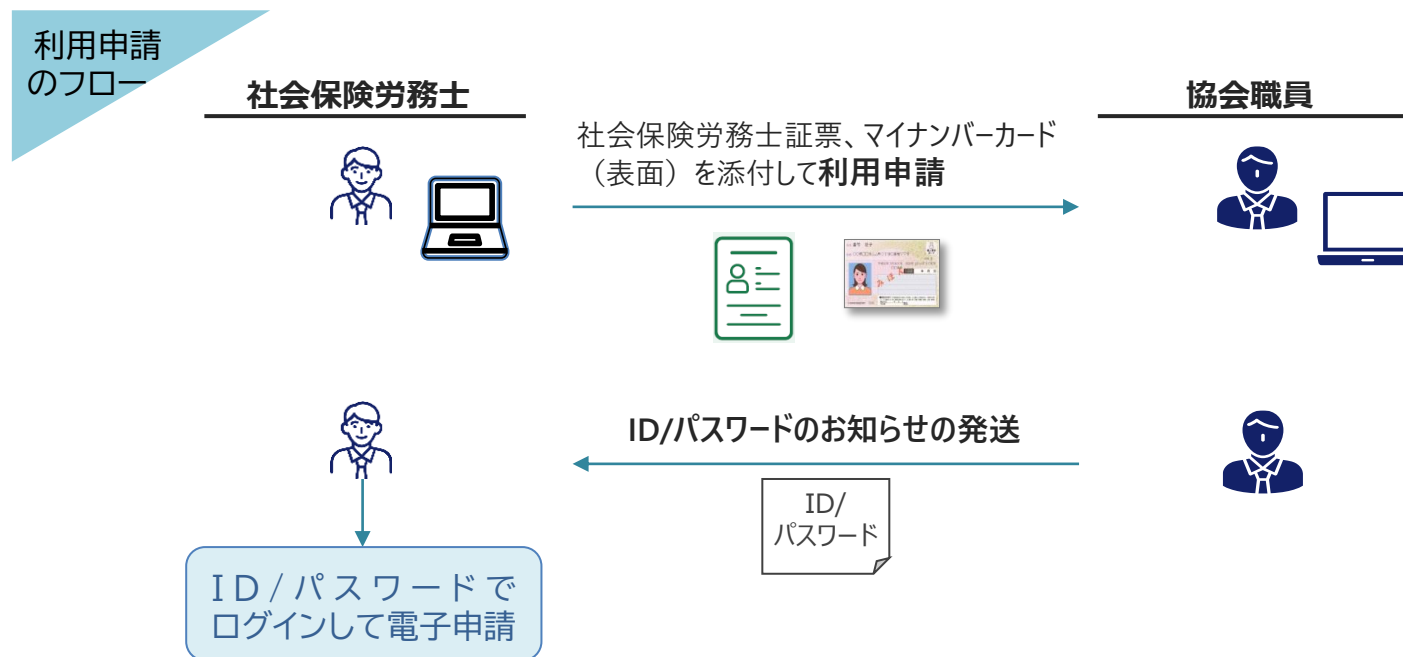 利用申請
のフロー
社会保険労務士
協会職員
社会保険労務士証票、マイナンバーカード
（表面）を添付して利用申請
みほん
ID/パスワードのお知らせの発送
ID/
パスワード
ＩＤ/パスワードで
ログインして電子申請